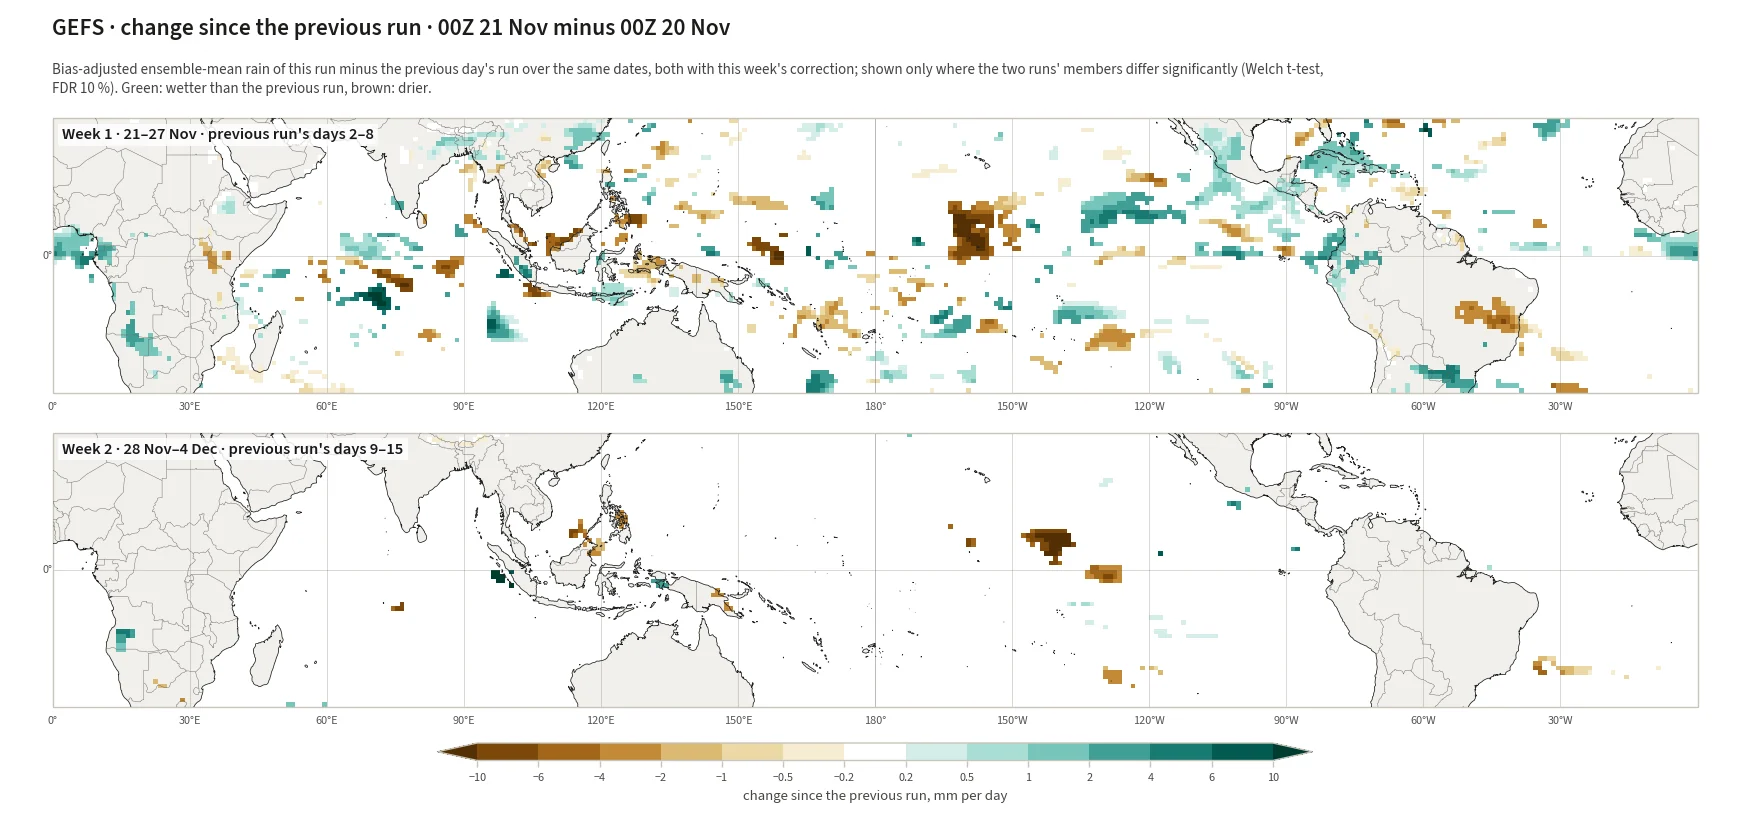 GEFS · change since the previous run · 00Z 21 Nov minus 00Z 20 Nov
Bias-adjusted ensemble-mean rain of this run minus the previous day's run over the same dates, both with this week's correction; shown only where the two runs' members differ significantly (Welch t-test,
FDR 10 %). Green: wetter than the previous run, brown: drier.
Week 1 · 21–27 Nov · previous run's days 2–8
0°
0° 30°E 60°E 90°E 120°E 150°E 180° 150°W 120°W 90°W 60°W 30°W
Week 2 · 28 Nov–4 Dec · previous run's days 9–15
0°
0° 30°E 60°E 90°E 120°E 150°E 180° 150°W 120°W 90°W 60°W 30°W
−10 −6 −4 −2 −1 −0.5 −0.2 0.2 0.5 1 2 4 6 10
change since the previous run, mm per day